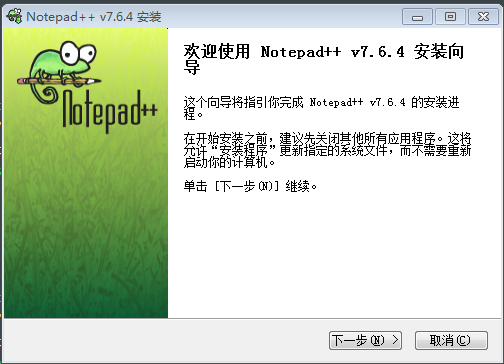 Notepad++ v7.6.4 安装
Notepad++
欢迎使用 Notepad++ v7.6.4 安装向
导
这个向导将指引你完成 Notepad++ v7.6.4 的安装进
程。
在开始安装之前，建议先关闭其他所有应用程序。这将
允许“安装程序”更新指定的系统文件，而不需要重新
启动你的计算机。
单击 [下一步(N)] 继续。
下一步(N) >
取消(C)